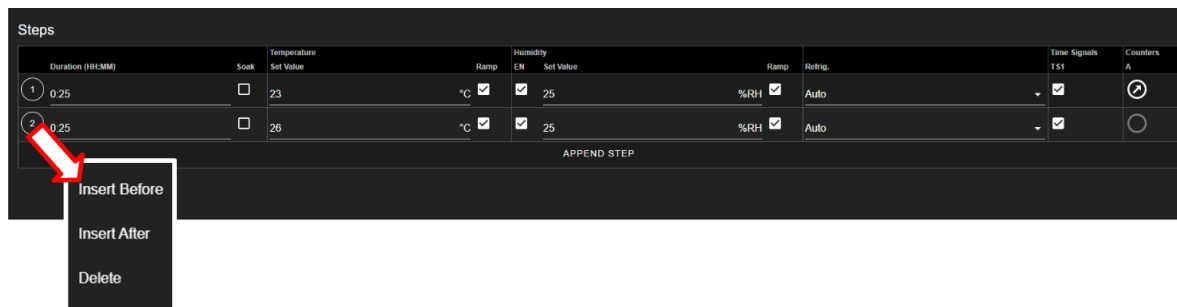 Steps
Temperature Humidity Time Signals Counters
Duration (HH:MM) Soak Set Value Ramp EN Set Value Ramp Refrig. TS1 A
1 0:25 23 °C 25 %RH Auto
2 0:25 26 °C 25 %RH Auto
APPEND STEP
Insert Before
Insert After
Delete